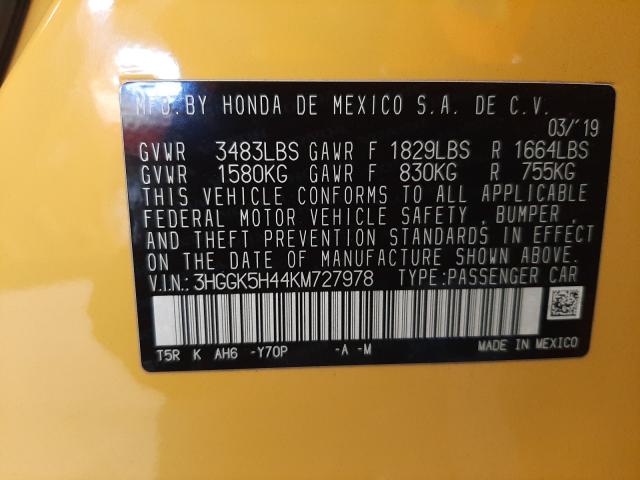 MFD.BY HONDA DE MEXICO S.A. DE C.V.
03/'19
GVWR 3483LBS GAWR F 1829LBS R 1664LBS
GVWR 1580KG GAWR F 830KG R 755KG
THIS VEHICLE CONFORMS TO ALL APPLICABLE
FEDERAL MOTOR VEHICLE SAFETY , BUMPER ,
AND THEFT PREVENTION STANDARDS IN EFFECT
ON THE DATE OF MANUFACTURE SHOWN ABOVE.
V.I.N.: 3HGGK5H44KM727978 TYPE:PASSENGER CAR
T5R K AH6 -Y70P -A -M MADE IN MEXICO